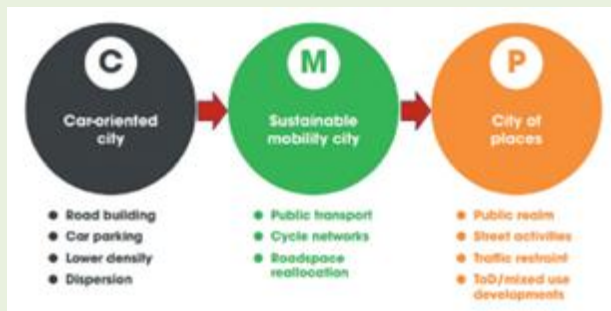 C
Car-oriented
city
● Road building
● Car parking
● Lower density
● Dispersion
M
Sustainable
mobility city
● Public transport
● Cycle networks
● Roadspace
reallocation
P
City of
places
● Public realm
● Street activities
● Traffic restraint
● ToD/mixed use
developments